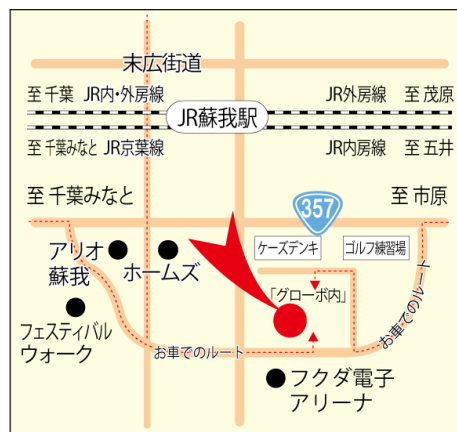 末広街道
至 千葉 JR内・外房線
JR外房線 至 茂原
JR蘇我駅
至 千葉みなと JR京葉線
JR内房線 至 五井
至 千葉みなと
357
至 市原
ケーズデンキ
ゴルフ練習場
アリオ
蘇我
ホームズ
「グローボ内」
フェスティバル
ウォーク
お車でのルート
お車でのルート
フクダ電子
アリーナ